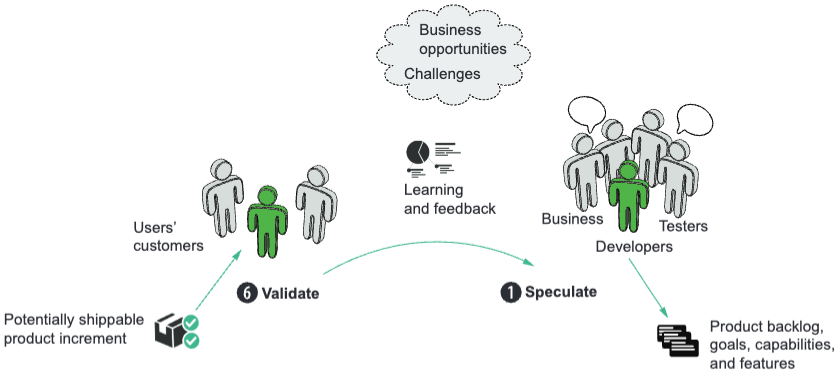 Business
opportunities
Challenges
Learning
and feedback
Users'
customers
Business
Testers
Developers
6 Validate
1 Speculate
Potentially shippable
product increment
Product backlog,
goals, capabilities,
and features